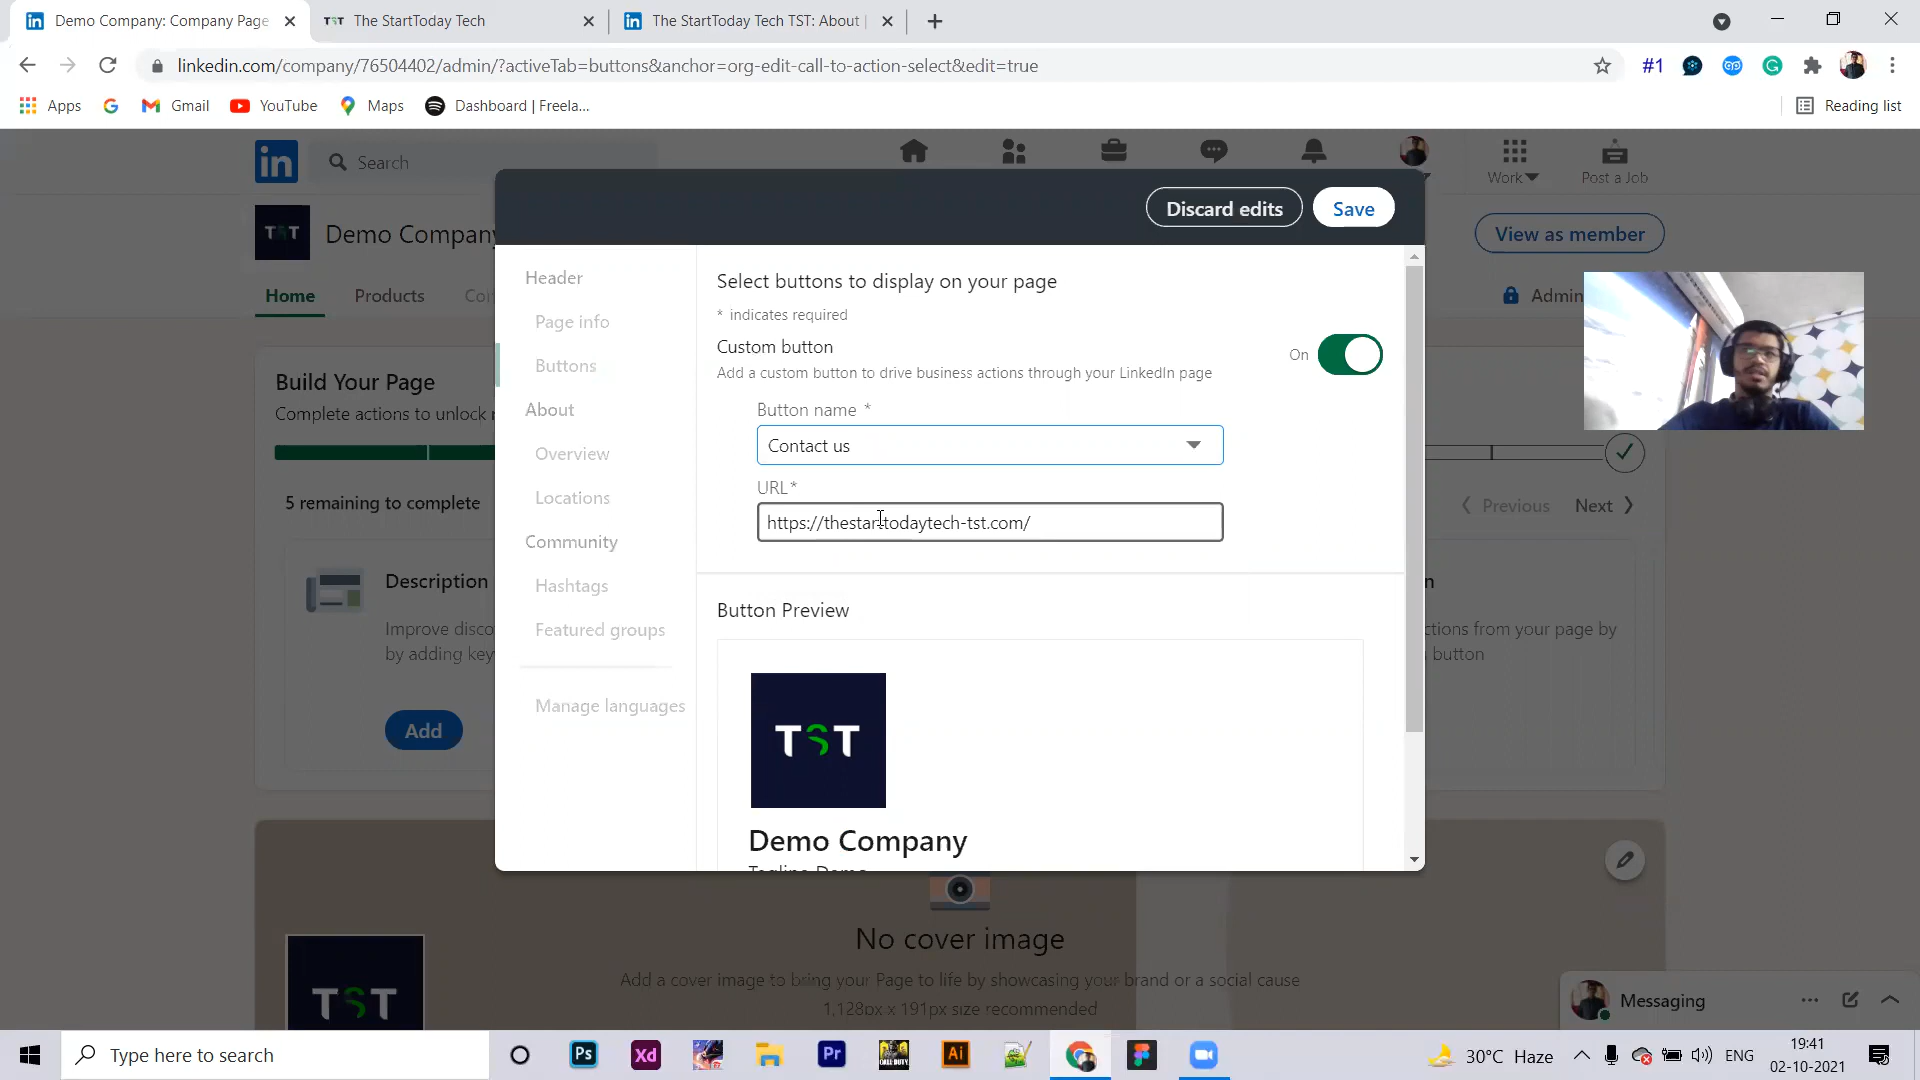 Demo Company: Company Page
TST The StartToday Tech
The StartToday Tech TST: About |
linkedin.com/company/76504402/admin/?activeTab=buttons&anchor=org-edit-call-to-action-select&edit=true
#1
Apps
Gmail
YouTube
Maps
Dashboard | Freela...
Reading list
in
Search
Work
Post a Job
TST
Demo Company
Discard edits
Save
View as member
Home
Products
Admin
Header
Page info
Buttons
About
Overview
Locations
Community
Hashtags
Featured groups
Manage languages
Select buttons to display on your page
* indicates required
Custom button
On
Add a custom button to drive business actions through your LinkedIn page
Button name *
Contact us
URL*
https://thestarttodaytech-tst.com/
Button Preview
TST
Demo Company
Tagline Demo
Build Your Page
Complete actions to unlock
5 remaining to complete
Previous
Next
Description
Improve
by adding
Add
ctions from your page by
button
No cover image
Add a cover image to bring your Page to life by showcasing your brand or a social cause
1,128px x 191px size recommended
TST
Messaging
Type here to search
Ps
Xd
Pr
Ai
30°C Haze
ENG
19:41
02-10-2021